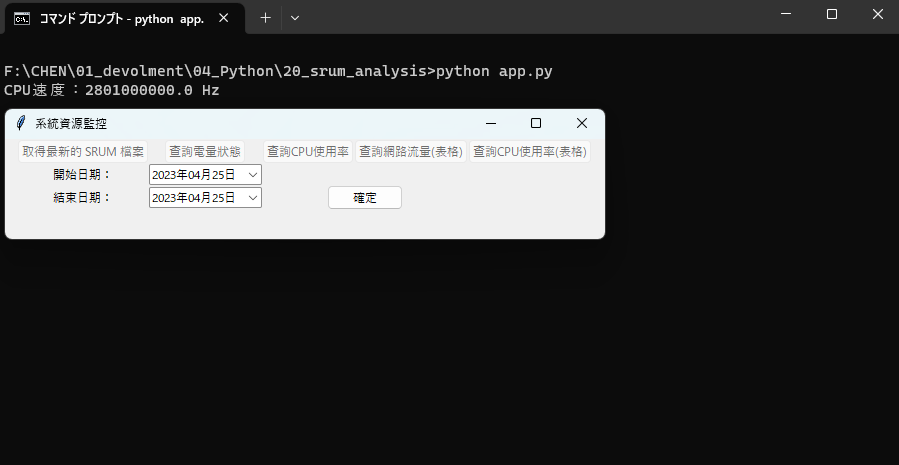 コマンド プロンプト - python app.
F:\CHEN\01_devolment\04_Python\20_srum_analysis>python app.py
CPU速度：2801000000.0 Hz
系統資源監控
取得最新的 SRUM 檔案 查詢電量狀態 查詢CPU使用率 查詢網路流量(表格) 查詢CPU使用率(表格)
開始日期： 2023年04月25日
結束日期： 2023年04月25日 確定